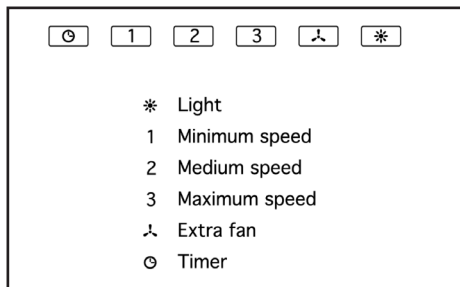 1 2 3
Light
1 Minimum speed
2 Medium speed
3 Maximum speed
Extra fan
Timer